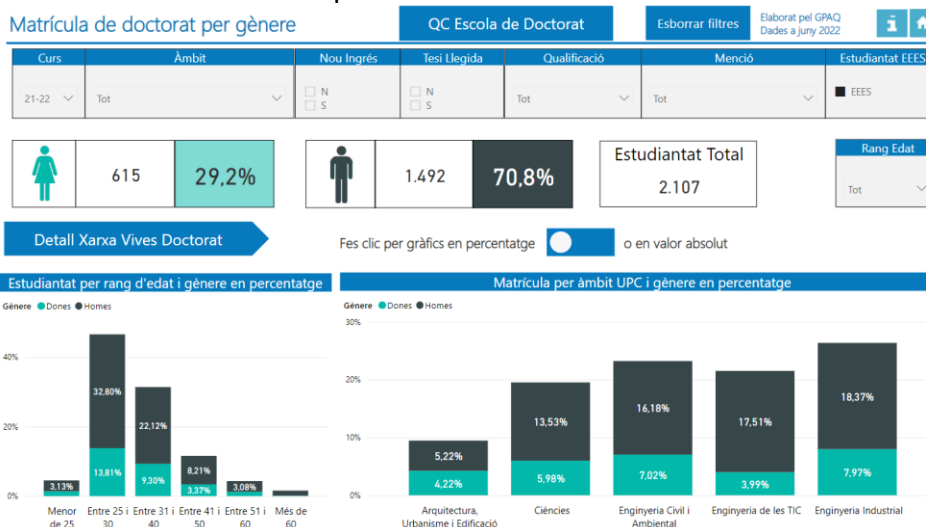 Matrícula de doctorat per gènere
QC Escola de Doctorat
Esborrar filtres
Elaborat pel GPAQ
Dades a juny 2022
Curs
Àmbit
Nou Ingrés
Tesi Llegida
Qualificació
Menció
Estudiantat EEES
21-22
Tot
N
S
N
S
Tot
Tot
EEES
615
29,2%
1.492
70,8%
Estudiantat Total
2.107
Rang Edat
Tot
Detall Xarxa Vives Doctorat
Fes clic per gràfics en percentatge
o en valor absolut
Estudiantat per rang d'edat i gènere en percentatge
Gènere Dones Homes
40%
20%
0%
3,13%
32,80%
13,81%
22,12%
9,30%
8,21%
3,37%
3,08%
Menor de 25
Entre 25 i 30
Entre 31 i 40
Entre 41 i 50
Entre 51 i 60
Més de 60
Matrícula per àmbit UPC i gènere en percentatge
Gènere Dones Homes
30%
20%
10%
0%
5,22%
4,22%
13,53%
5,98%
16,18%
7,02%
17,51%
3,99%
18,37%
7,97%
Arquitectura, Urbanisme i Edificació
Ciències
Enginyeria Civil i Ambiental
Enginyeria de les TIC
Enginyeria Industrial